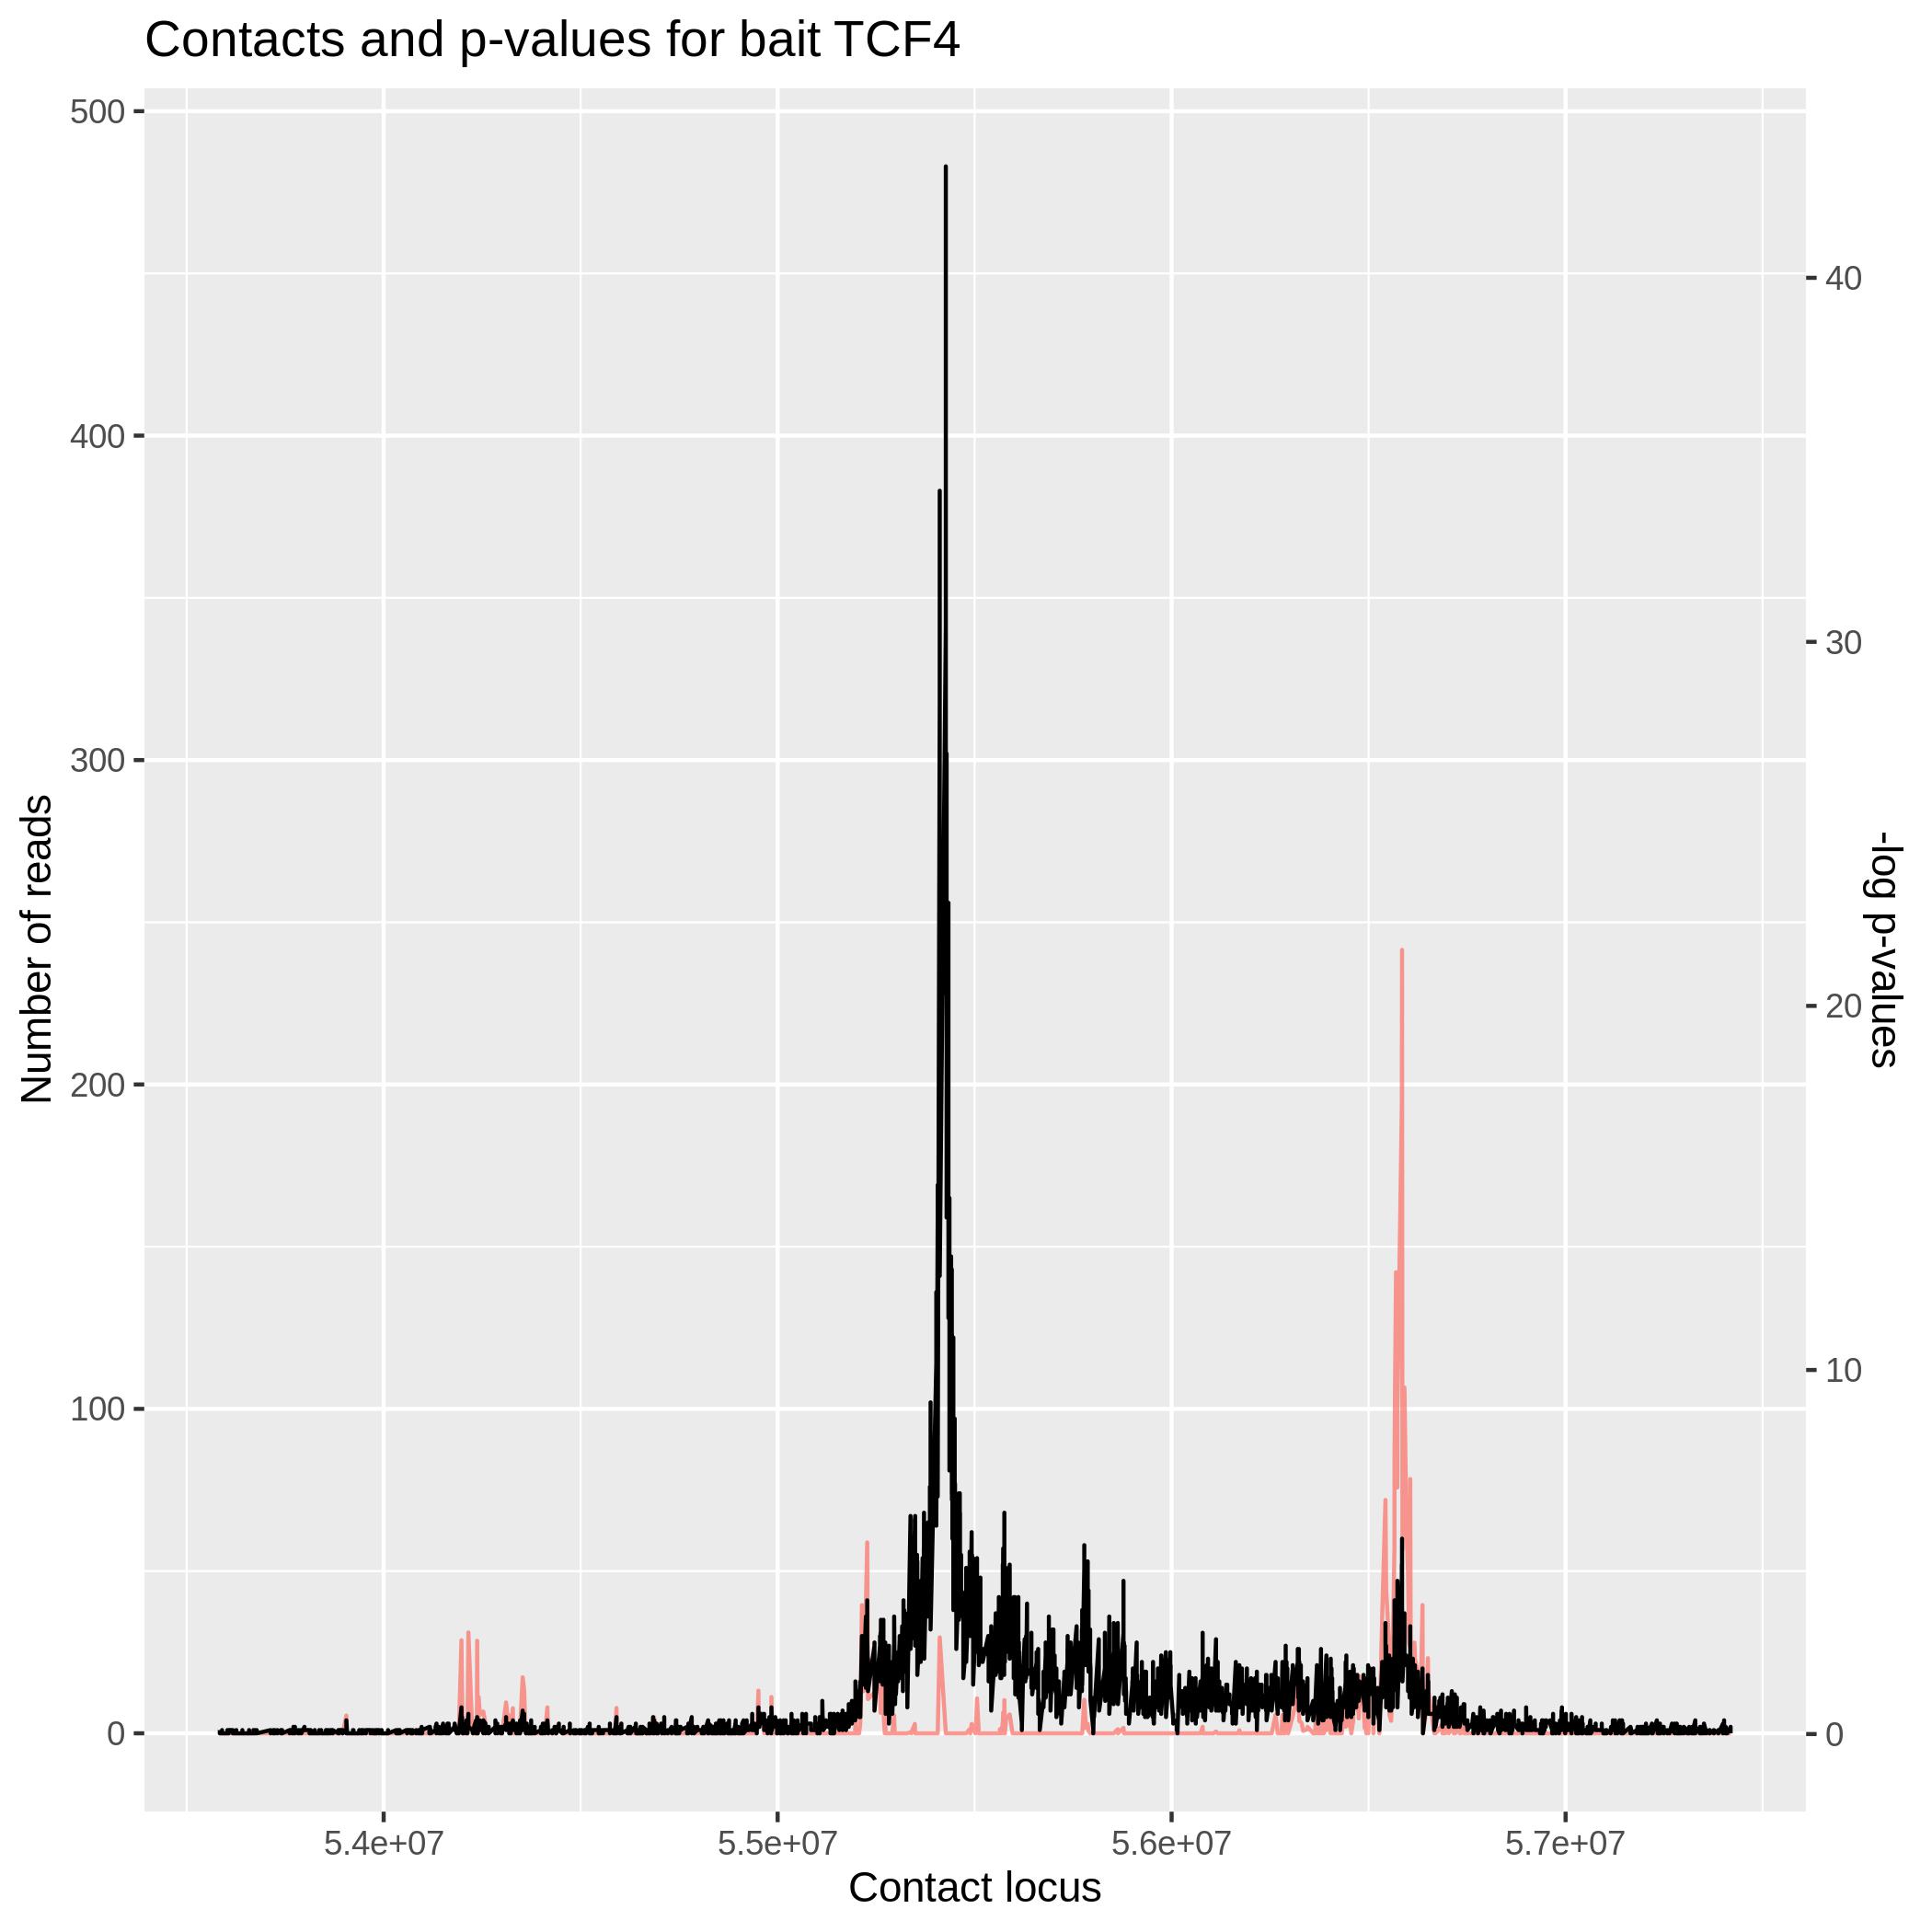 Contacts and p-values for bait TCF4
500
400
300
200
100
0
Number of reads
40
30
20
10
0
-log p-values
5.4e+07
5.5e+07
5.6e+07
5.7e+07
Contact locus